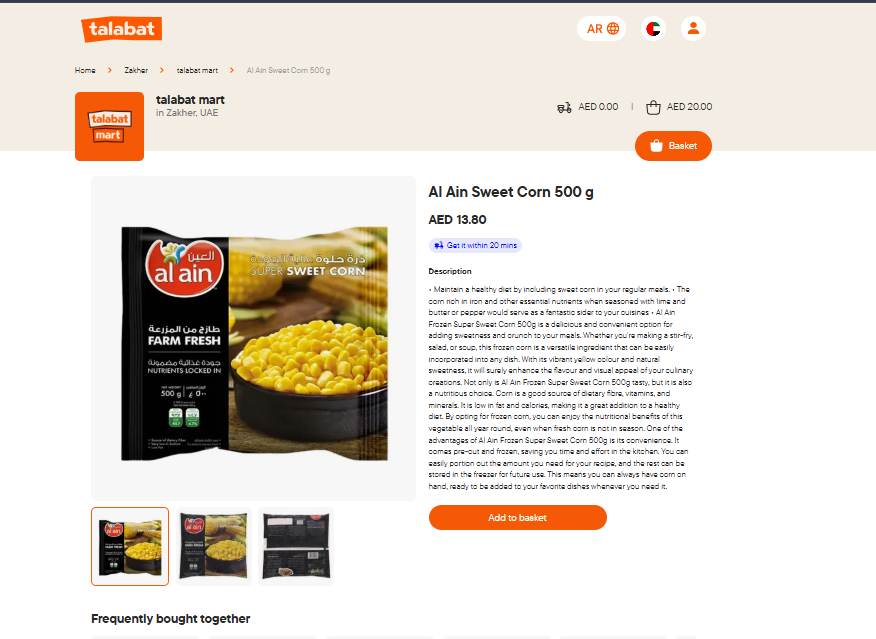 talabat
AR
Home > Zakher > talabat mart > Al Ain Sweet Corn 500 g
talabat mart
talabat mart
in Zakher, UAE
AED 0.00 | AED 20.00
Basket
Al Ain Sweet Corn 500 g
AED 13.80
Get it within 20 mins
Description
• Maintain a healthy diet by including sweet corn in your regular meals. • The
corn rich in iron and other essential nutrients when seasoned with lime and
butter or pepper would serve as a fantastic sider to your cuisines • Al Ain
Frozen Super Sweet Corn 500g is a delicious and convenient option for
adding sweetness and crunch to your meals. Whether you're making a stir-fry,
salad, or soup, this frozen corn is a versatile ingredient that can be easily
incorporated into any dish. With its vibrant yellow colour and natural
sweetness, it will surely enhance the flavour and visual appeal of your culinary
creations. Not only is Al Ain Frozen Super Sweet Corn 500g tasty, but it is also
a nutritious choice. Corn is a good source of dietary fibre, vitamins, and
minerals. It is low in fat and calories, making it a great addition to a healthy
diet. By opting for frozen corn, you can enjoy the nutritional benefits of this
vegetable all year round, even when fresh corn is not in season. One of the
advantages of Al Ain Frozen Super Sweet Corn 500g is its convenience. It
comes pre-cut and frozen, saving you time and effort in the kitchen. You can
easily portion out the amount you need for your recipe, and the rest can be
stored in the freezer for future use. This means you can always have corn on
hand, ready to be added to your favorite dishes whenever you need it.
Add to basket
العين
al ain
ذرة حلوة عالية الجودة
SUPER SWEET CORN
طازج من المزرعة
FARM FRESH
جودة غذائية مضمونة
NUTRIENTS LOCKED IN
NET WEIGHT
500 g ٥٠٠ غ
• Source of dietary Fiber
• Very low in Sodium
• Low Fat
Frequently bought together